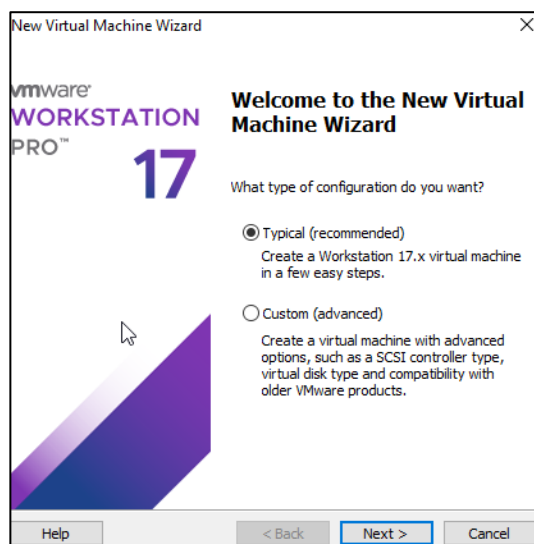 New Virtual Machine Wizard
vmware
WORKSTATION
PRO™
17
Welcome to the New Virtual
Machine Wizard
What type of configuration do you want?
Typical (recommended)
Create a Workstation 17.x virtual machine
in a few easy steps.
Custom (advanced)
Create a virtual machine with advanced
options, such as a SCSI controller type,
virtual disk type and compatibility with
older VMware products.
Help
< Back
Next >
Cancel